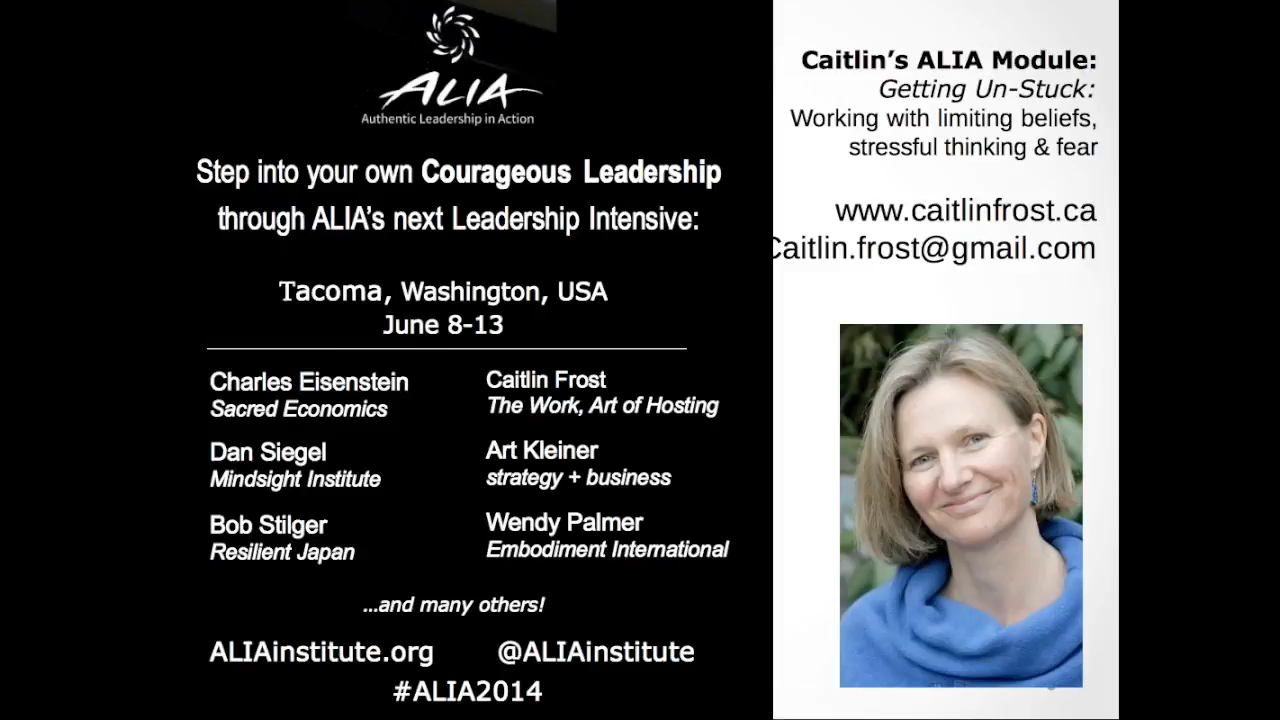 ALIA
Authentic Leadership in Action
Step into your own Courageous Leadership
through ALIA's next Leadership Intensive:
Tacoma, Washington, USA
June 8-13
Charles Eisenstein
Sacred Economics
Dan Siegel
Mindsight Institute
Bob Stilger
Resilient Japan
Caitlin Frost
The Work, Art of Hosting
Art Kleiner
strategy + business
Wendy Palmer
Embodiment International
...and many others!
ALIAinstitute.org @ALIAinstitute
#ALIA2014
Caitlin's ALIA Module:
Getting Un-Stuck:
Working with limiting beliefs,
stressful thinking & fear
www.caitlinfrost.ca
Caitlin.frost@gmail.com